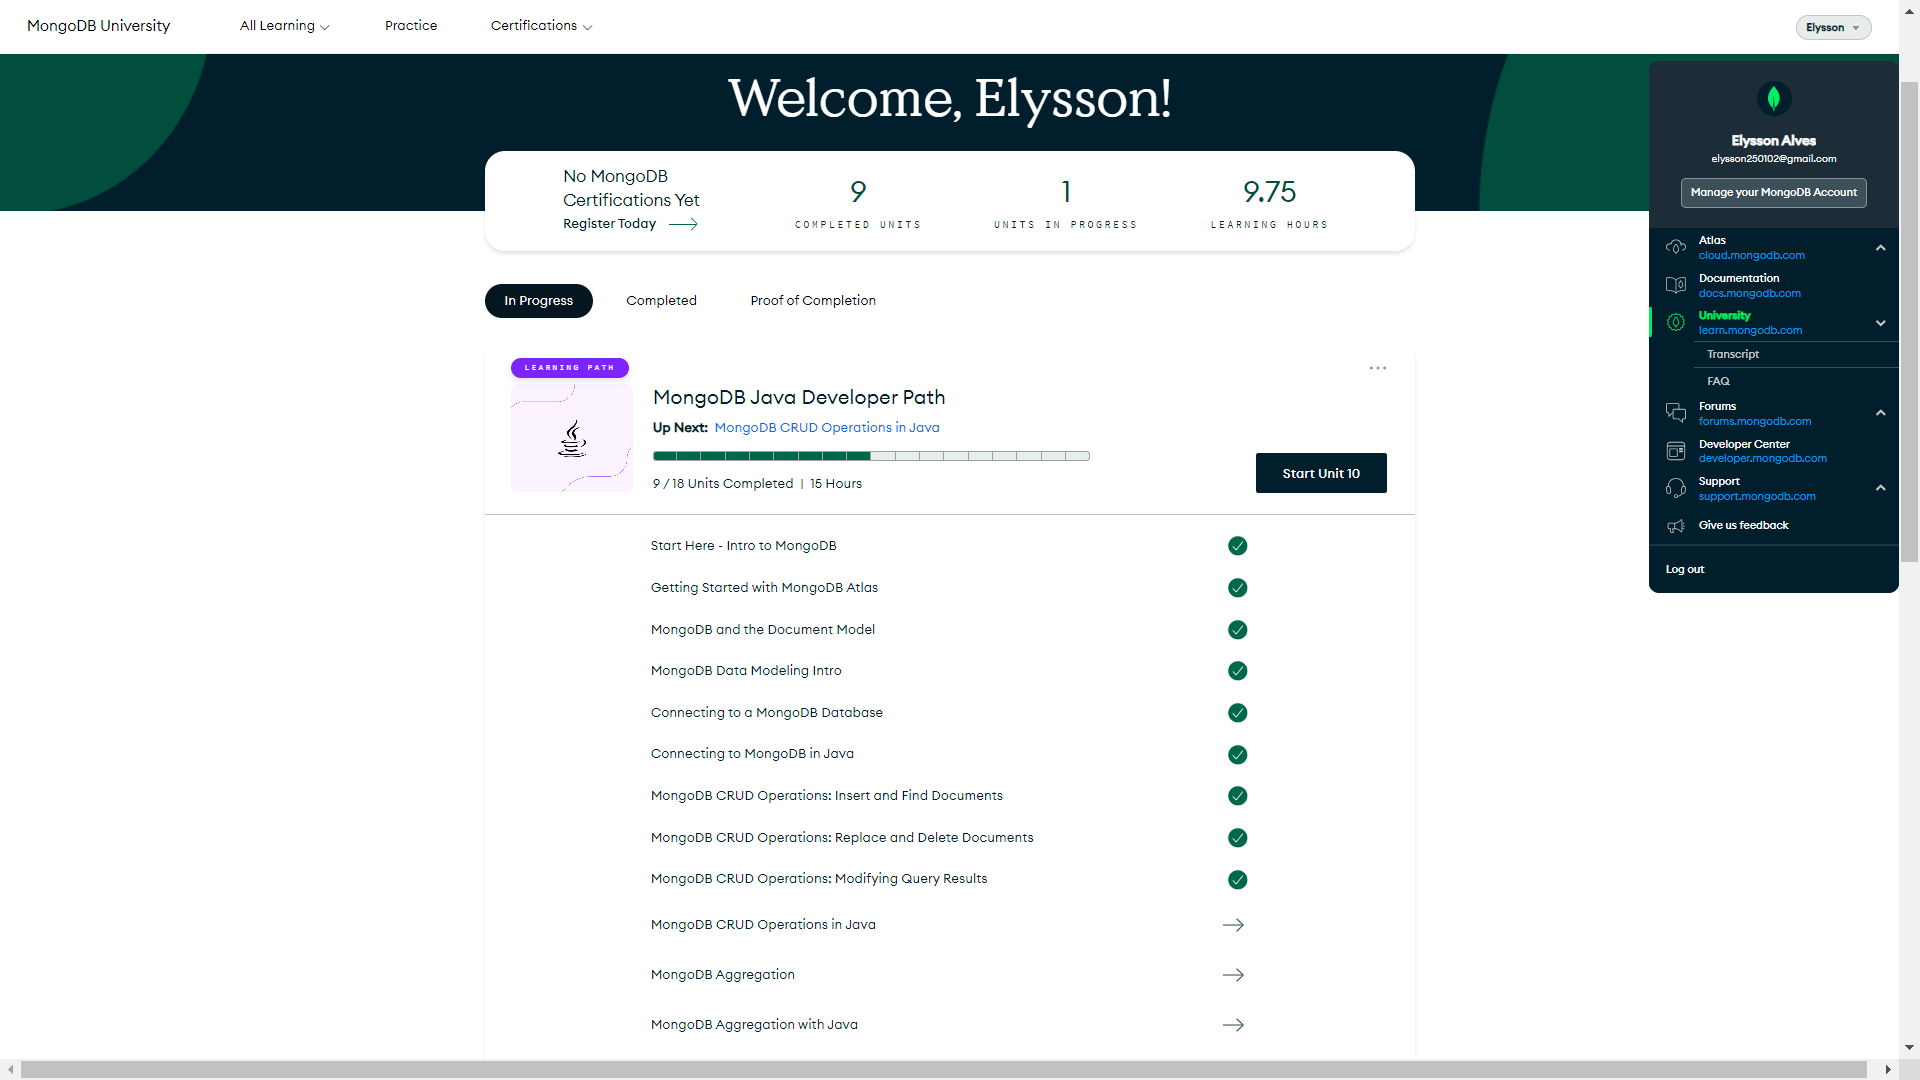 MongoDB University
All Learning
Practice
Certifications
Elysson
Welcome, Elysson!
No MongoDB
Certifications Yet
Register Today
9
COMPLETED UNITS
1
UNITS IN PROGRESS
9.75
LEARNING HOURS
In Progress
Completed
Proof of Completion
LEARNING PATH
MongoDB Java Developer Path
Up Next: MongoDB CRUD Operations in Java
9 / 18 Units Completed | 15 Hours
Start Unit 10
Start Here - Intro to MongoDB
Getting Started with MongoDB Atlas
MongoDB and the Document Model
MongoDB Data Modeling Intro
Connecting to a MongoDB Database
Connecting to MongoDB in Java
MongoDB CRUD Operations: Insert and Find Documents
MongoDB CRUD Operations: Replace and Delete Documents
MongoDB CRUD Operations: Modifying Query Results
MongoDB CRUD Operations in Java
MongoDB Aggregation
MongoDB Aggregation with Java
Elysson Alves
elysson250102@gmail.com
Manage your MongoDB Account
Atlas
cloud.mongodb.com
Documentation
docs.mongodb.com
University
learn.mongodb.com
Transcript
FAQ
Forums
forums.mongodb.com
Developer Center
developer.mongodb.com
Support
support.mongodb.com
Give us feedback
Log out